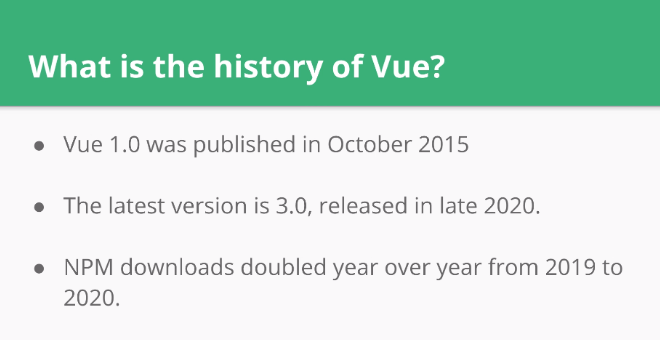 What is the history of Vue?
● Vue 1.0 was published in October 2015
● The latest version is 3.0, released in late 2020.
● NPM downloads doubled year over year from 2019 to
2020.